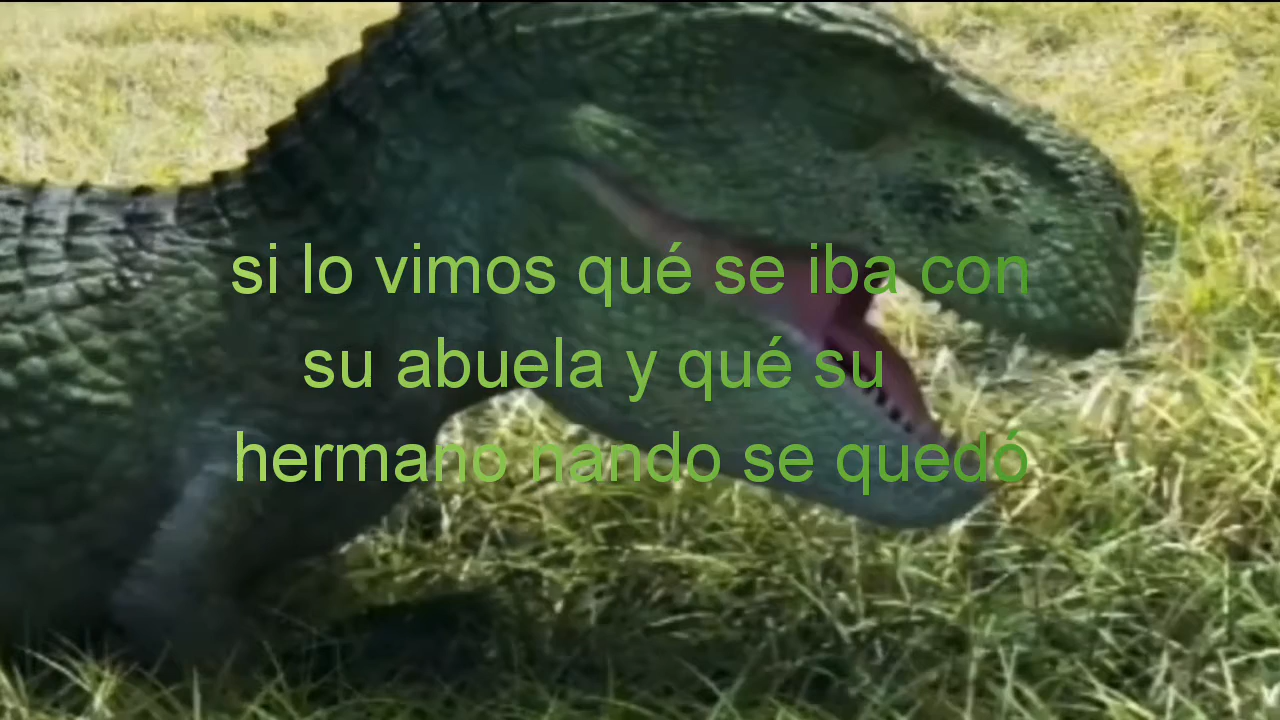 si lo vimos qué se iba con
su abuela y qué su
hermano nando se quedó